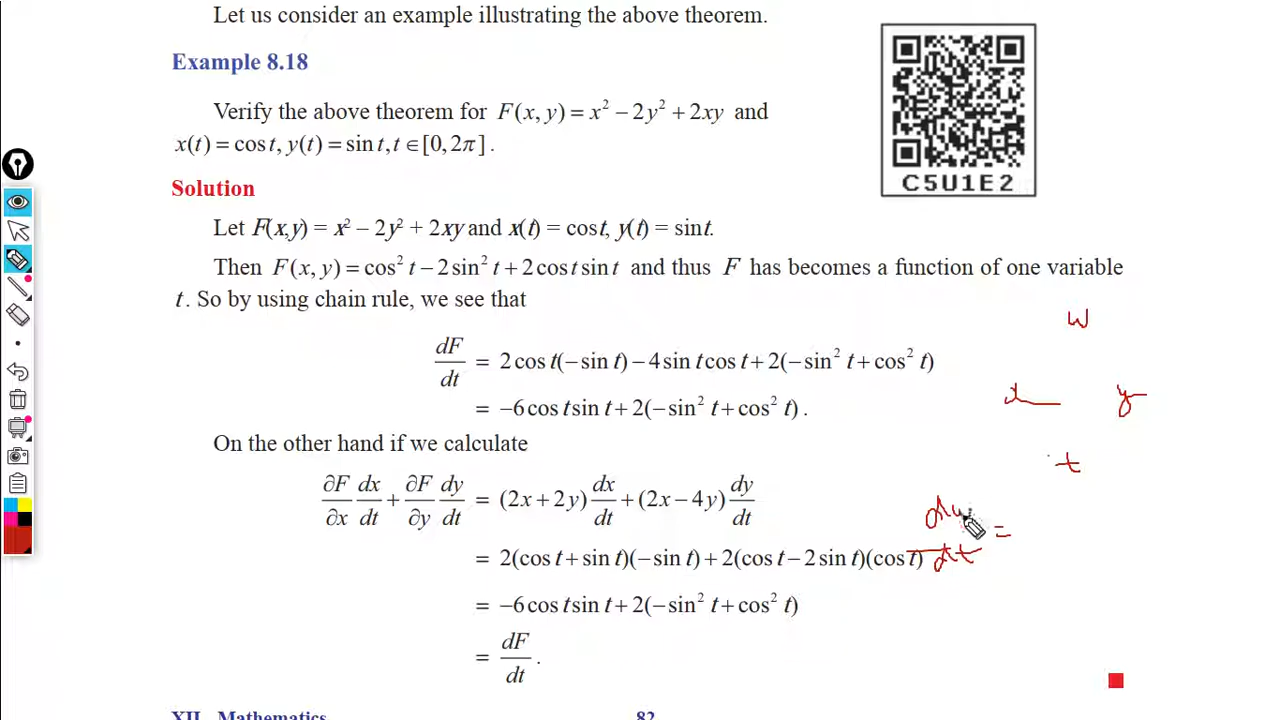 Let us consider an example illustrating the above theorem.
Example 8.18
Verify the above theorem for F(x, y) = x² − 2y² + 2xy and
x(t) = cos t, y(t) = sin t, t ∈ [0, 2π].
C5U1E2
Solution
Let F(x,y) = x² − 2y² + 2xy and x(t) = cos t, y(t) = sin t.
Then F(x, y) = cos² t − 2 sin² t + 2 cos t sin t and thus F has becomes a function of one variable
t. So by using chain rule, we see that
w
dF/dt = 2 cos t(−sin t) − 4 sin t cos t + 2(−sin² t + cos² t)
x y
= −6 cos t sin t + 2(−sin² t + cos² t).
On the other hand if we calculate
t
∂F/∂x dx/dt + ∂F/∂y dy/dt = (2x + 2y) dx/dt + (2x − 4y) dy/dt
dw/dt =
= 2(cos t + sin t)(−sin t) + 2(cos t − 2 sin t)(cos t)
= −6 cos t sin t + 2(−sin² t + cos² t)
= dF/dt.
XII - Mathematics 82